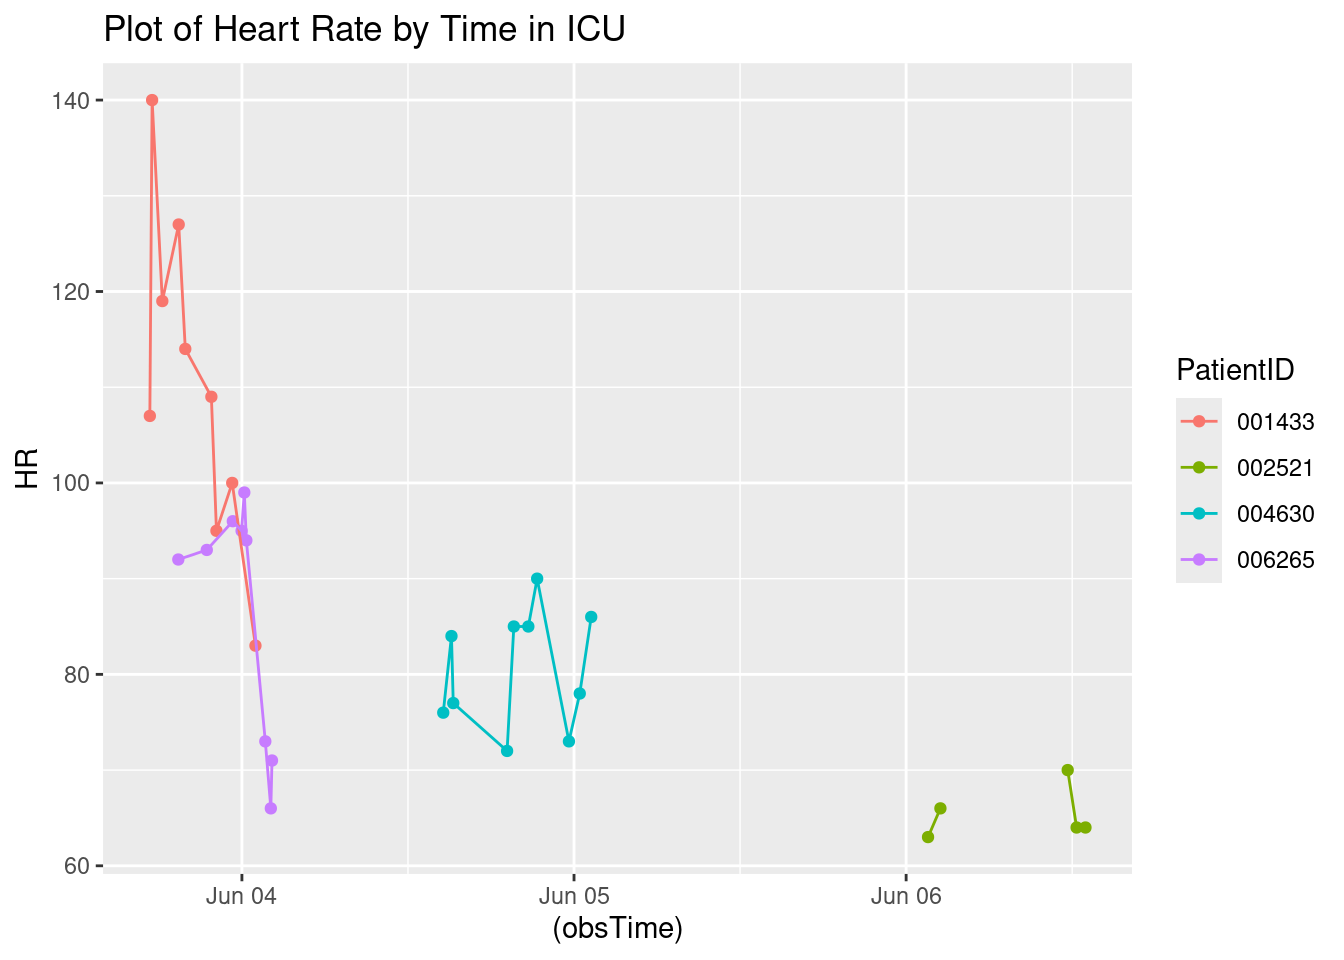 Plot of Heart Rate by Time in ICU
140
120
100
80
60
HR
Jun 04
Jun 05
Jun 06
(obsTime)
PatientID
001433
002521
004630
006265